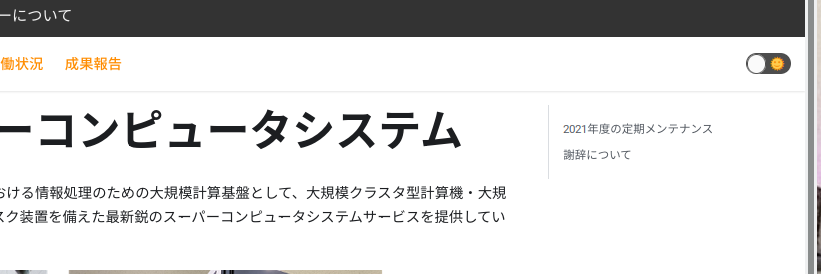 ーについて
働状況 成果報告
ーコンピュータシステム
2021年度の定期メンテナンス
謝辞について
おける情報処理のための大規模計算基盤として、大規模クラスタ型計算機・大規
スク装置を備えた最新鋭のスーパーコンピュータシステムサービスを提供してい